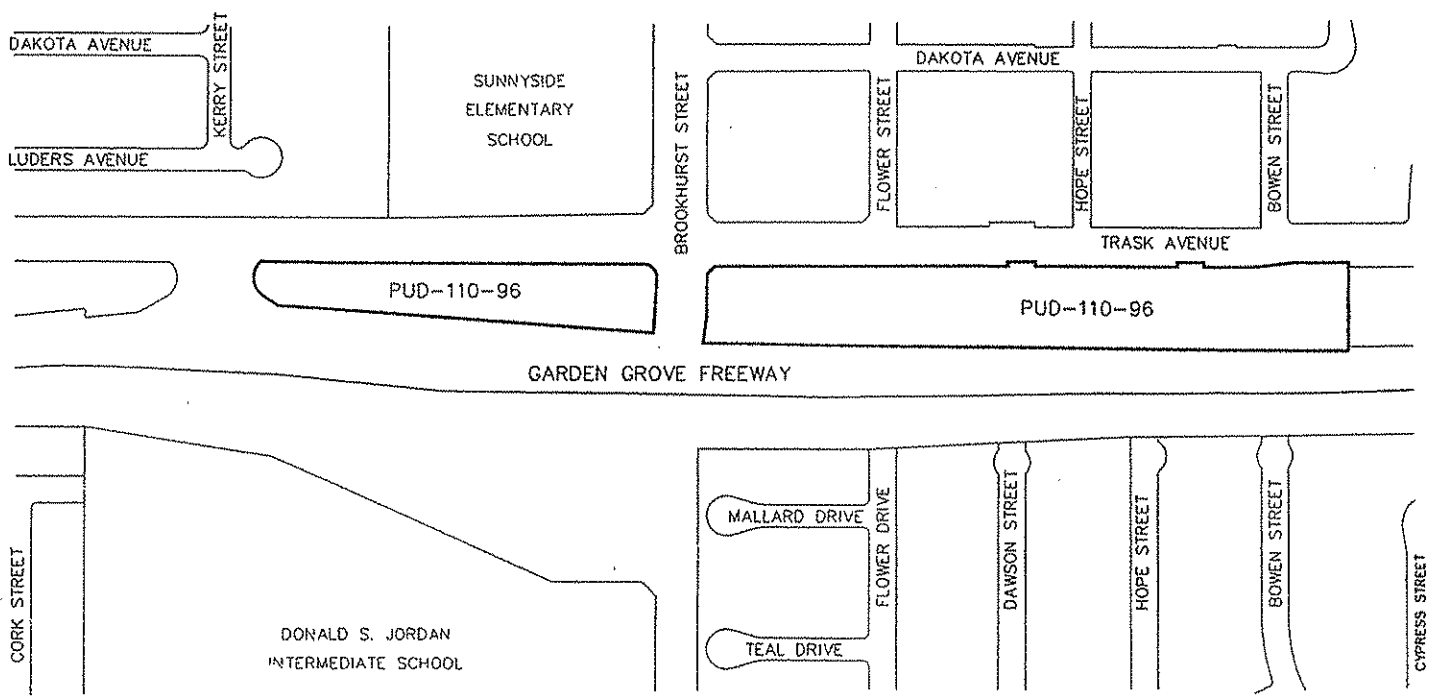 DAKOTA AVENUE
KERRY STREET
LUDERS AVENUE
SUNNYSIDE
ELEMENTARY
SCHOOL
BROOKHURST STREET
FLOWER STREET
DAKOTA AVENUE
HOPE STREET
BOWEN STREET
TRASK AVENUE
PUD-110-96
PUD-110-96
GARDEN GROVE FREEWAY
CORK STREET
DONALD S. JORDAN
INTERMEDIATE SCHOOL
MALLARD DRIVE
TEAL DRIVE
FLOWER DRIVE
DAWSON STREET
HOPE STREET
BOWEN STREET
CYPRESS STREET